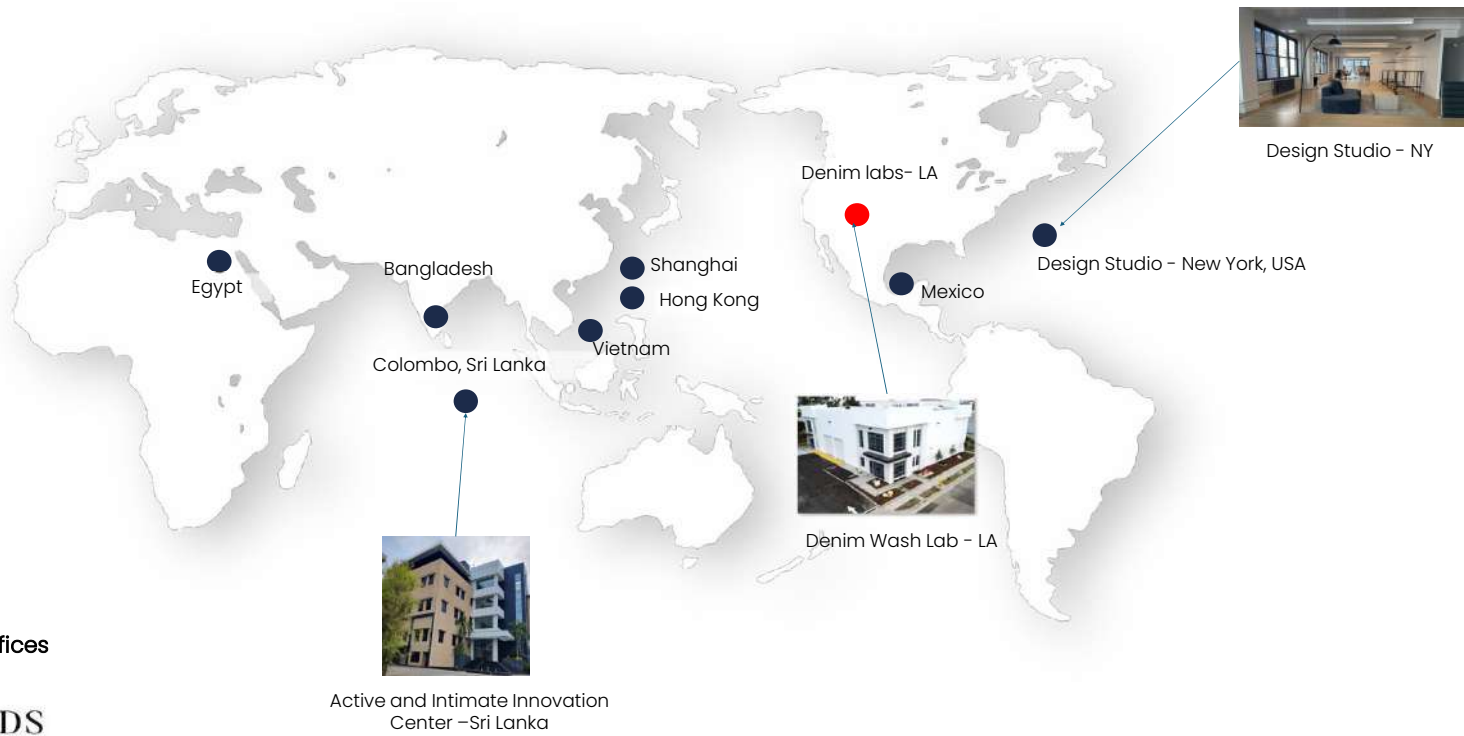 Design Studio - NY
Denim labs- LA
Egypt
Bangladesh
Shanghai
Hong Kong
Design Studio - New York, USA
Mexico
Vietnam
Colombo, Sri Lanka
Denim Wash Lab - LA
fices
Active and Intimate Innovation
Center –Sri Lanka
DS